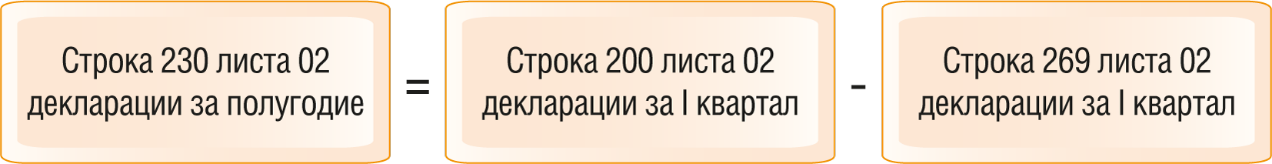 Строка 230 листа 02
декларации за полугодие
=
Строка 200 листа 02
декларации за I квартал
-
Строка 269 листа 02
декларации за I квартал